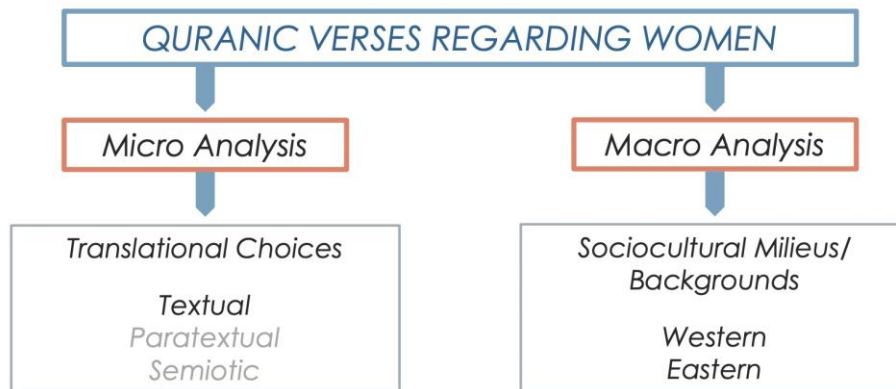 QURANIC VERSES REGARDING WOMEN
Micro Analysis
Macro Analysis
Translational Choices
Textual
Paratextual
Semiotic
Sociocultural Milieus/
Backgrounds
Western
Eastern